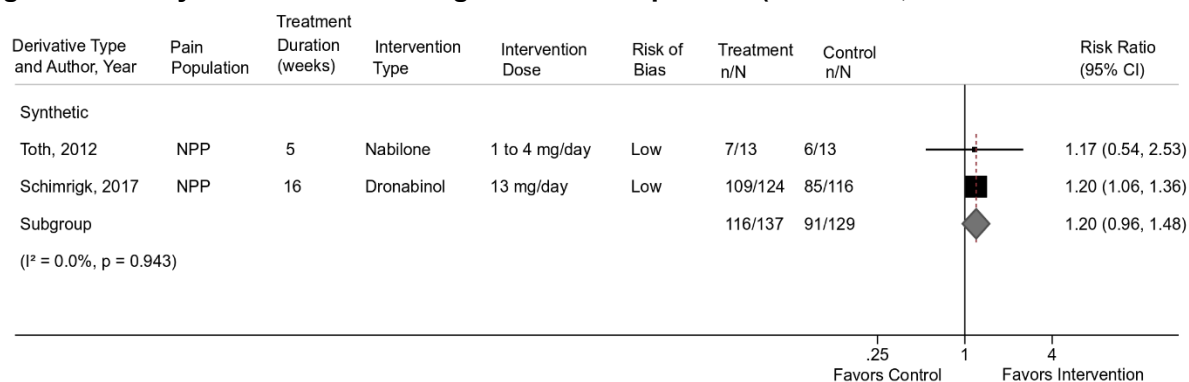 Treatment
Derivative Type Pain Duration Intervention Intervention Risk of Treatment Control Risk Ratio
and Author, Year Population (weeks) Type Dose Bias n/N n/N (95% CI)
Synthetic
Toth, 2012 NPP 5 Nabilone 1 to 4 mg/day Low 7/13 6/13 1.17 (0.54, 2.53)
Schimrigk, 2017 NPP 16 Dronabinol 13 mg/day Low 109/124 85/116 1.20 (1.06, 1.36)
Subgroup 116/137 91/129 1.20 (0.96, 1.48)
(I² = 0.0%, p = 0.943)
.25 1 4
Favors Control Favors Intervention